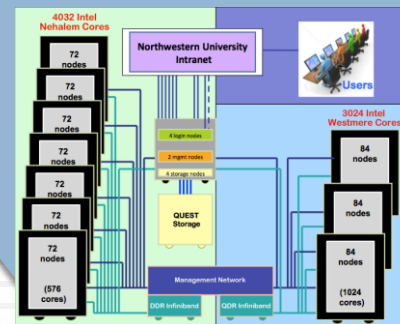 4032 Intel
Nehalem Cores
72
nodes
72
nodes
72
nodes
72
nodes
72
nodes
72
nodes
72
nodes
(576
cores)
Northwestern University
Intranet
Users
4 login nodes
2 mgmt nodes
4 storage nodes
QUEST
Storage
Management Network
DDR Infiniband
QDR Infiniband
3024 Intel
Westmere Cores
84
nodes
84
nodes
84
nodes
(1024
cores)